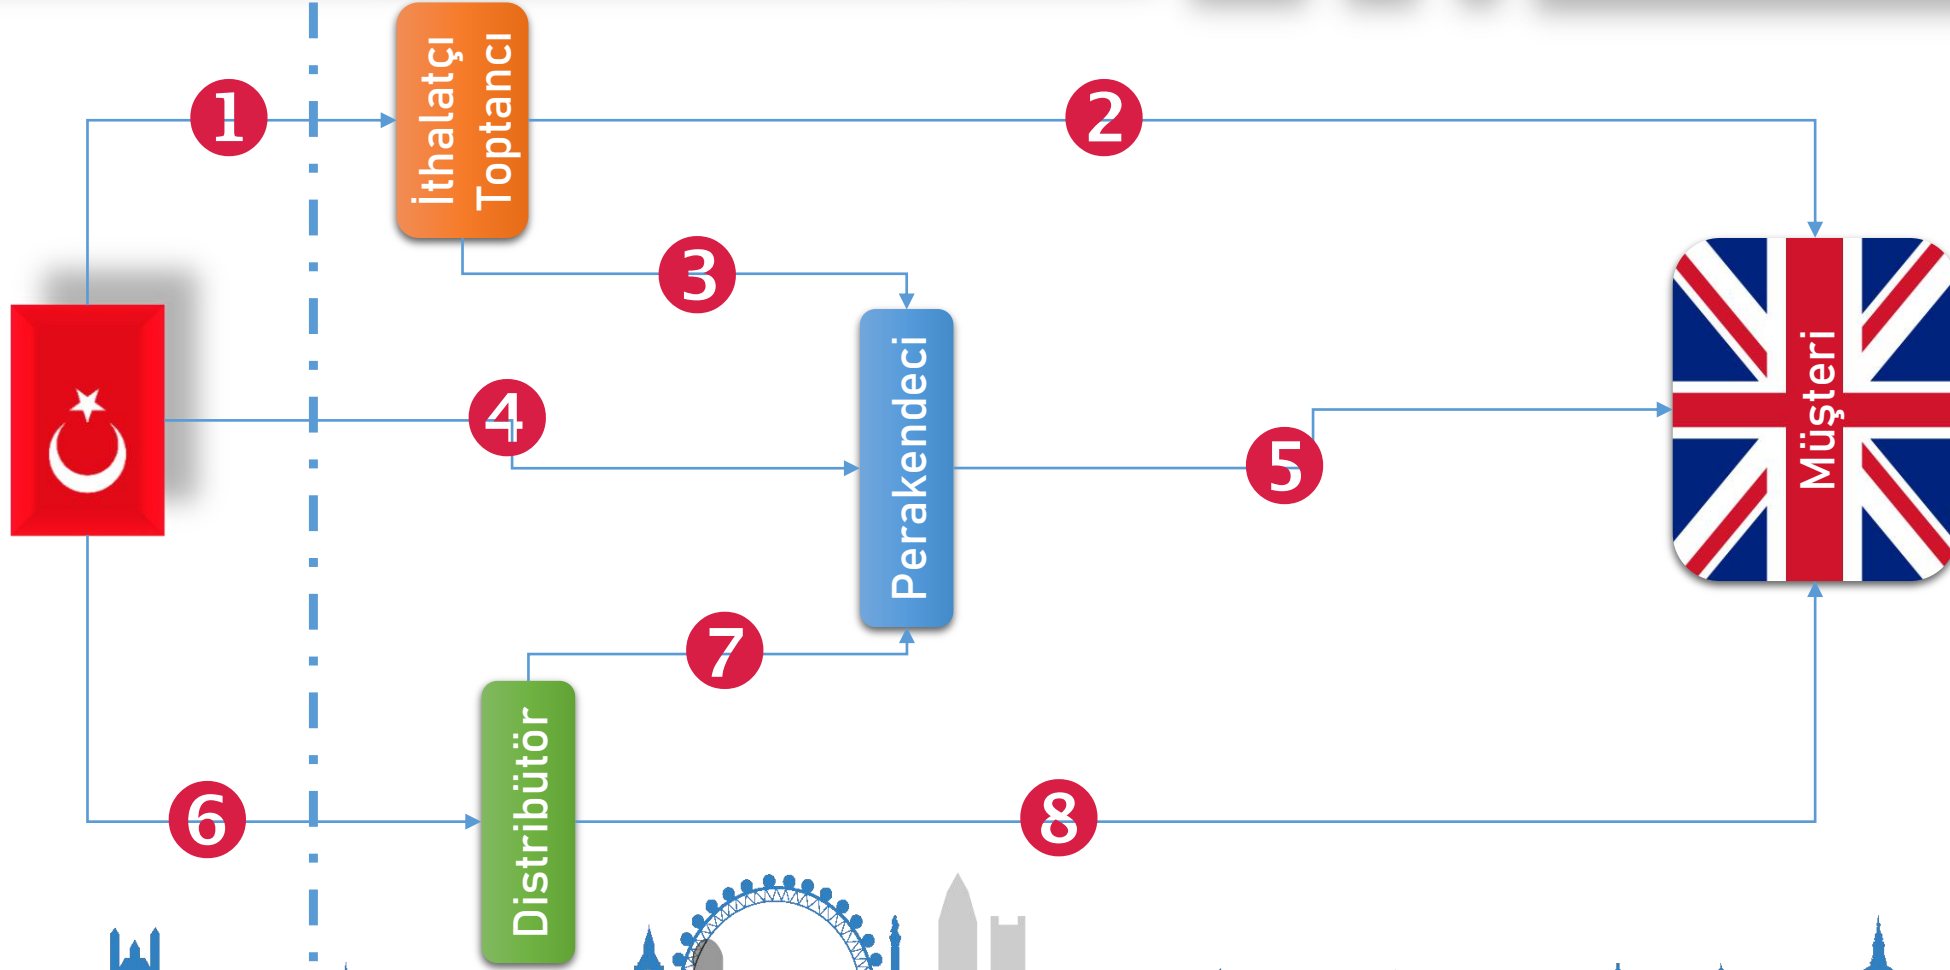 1
İthalatçı
Toptancı
2
3
4
Perakendeci
5
Müşteri
7
6
Distribütör
8